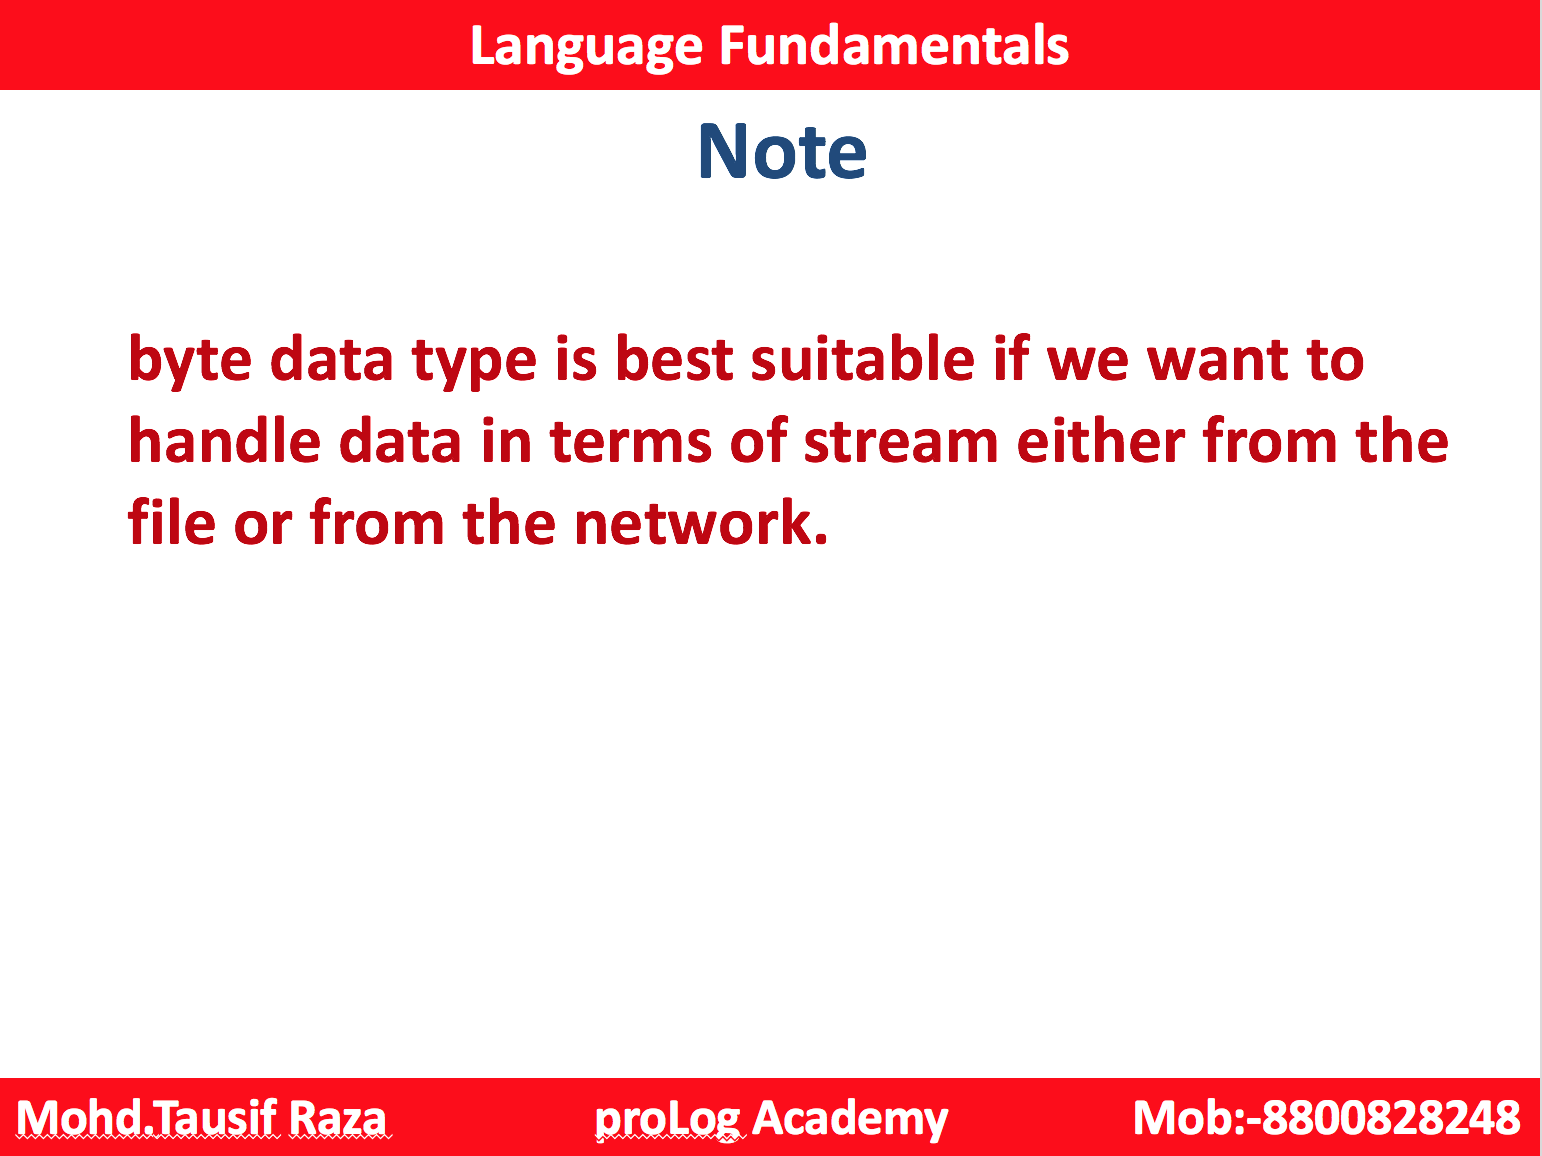 Language Fundamentals
Note
byte data type is best suitable if we want to
handle data in terms of stream either from the
file or from the network.
Mohd.Tausif Raza proLog Academy Mob:-8800828248